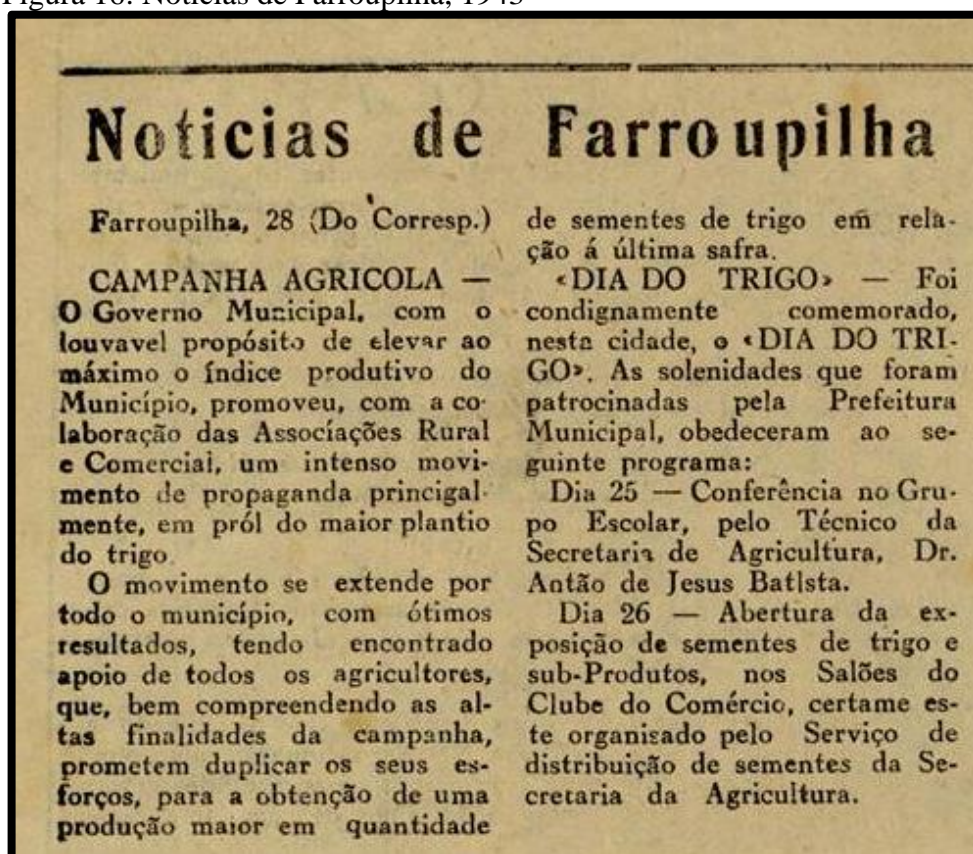 Figura 16: Notícias de Farroupilha, 1943
Noticias de Farroupilha
Farroupilha, 28 (Do Corresp.)
CAMPANHA AGRICOLA —
O Governo Municipal, com o
louvavel propósito de elevar ao
máximo o índice produtivo do
Município, promoveu, com a co-
laboração das Associações Rural
e Comercial, um intenso movi-
mento de propaganda princigal-
mente, em pról do maior plantio
do trigo.
O movimento se extende por
todo o município, com ótimos
resultados, tendo encontrado
apoio de todos os agricultores,
que, bem compreendendo as al-
tas finalidades da campanha,
prometem duplicar os seus es-
forços, para a obtenção de uma
produção maior em quantidade
de sementes de trigo em rela-
ção á última safra.
«DIA DO TRIGO» — Foi
condignamente comemorado,
nesta cidade, o «DIA DO TRI-
GO». As solenidades que foram
patrocinadas pela Prefeitura
Municipal, obedeceram ao se-
guinte programa:
Dia 25 — Conferência no Gru-
po Escolar, pelo Técnico da
Secretaria de Agricultura, Dr.
Antão de Jesus Batista.
Dia 26 — Abertura da ex-
posição de sementes de trigo e
sub-Produtos, nos Salões do
Clube do Comércio, certame es-
te organisado pelo Serviço de
distribuição de sementes da Se-
cretaria da Agricultura.